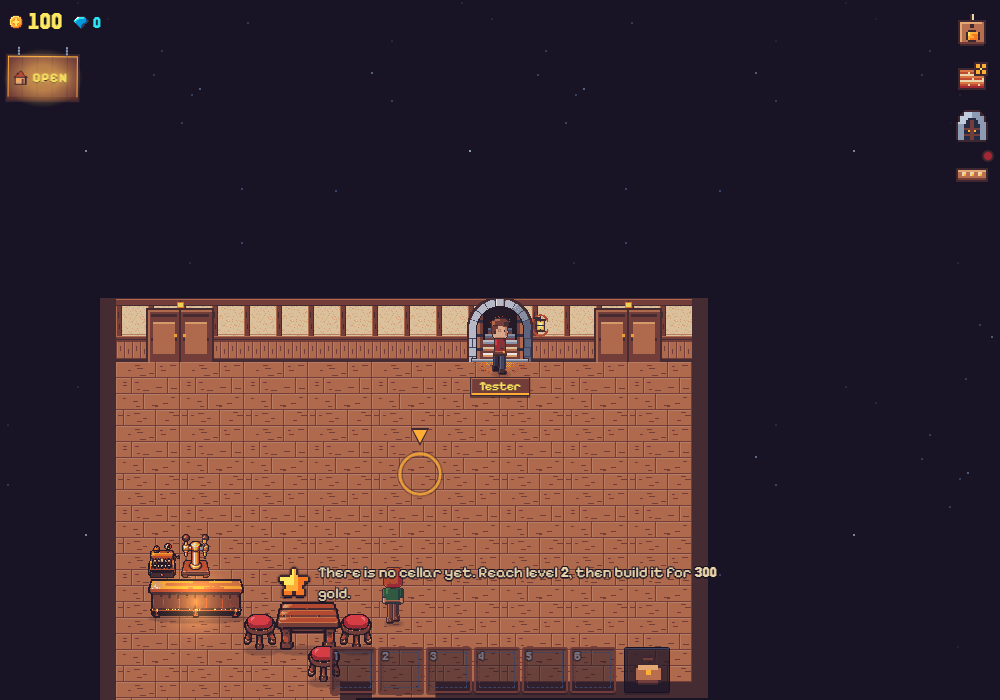 100 0
OPEN
Tester
There is no cellar yet. Reach level 2, then build it for 300
gold.
1 2 3 4 5 6